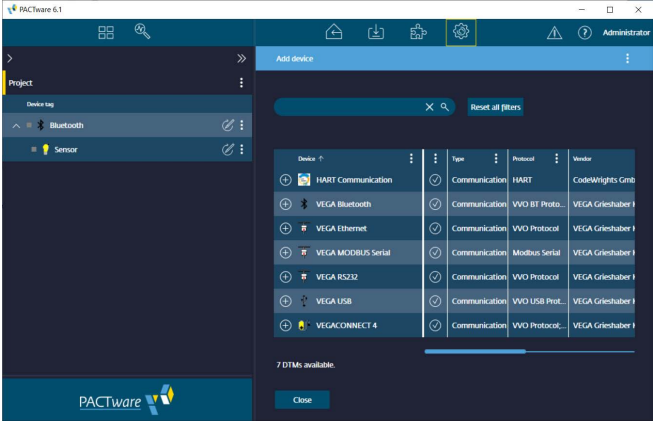 PACTware 6.1
Administrator
Project
Device tag
Bluetooth
Sensor
PACTware
Add device
Reset all filters
Device Type Protocol Vendor
HART Communication Communication HART CodeWrights Gmb
VEGA Bluetooth Communication VVO BT Proto... VEGA Grieshaber
VEGA Ethernet Communication VVO Protocol VEGA Grieshaber
VEGA MODBUS Serial Communication Modbus Serial VEGA Grieshaber
VEGA RS232 Communication VVO Protocol VEGA Grieshaber
VEGA USB Communication VVO USB Prot... VEGA Grieshaber
VEGACONNECT 4 Communication VVO Protocol;... VEGA Grieshaber
7 DTMs available.
Close